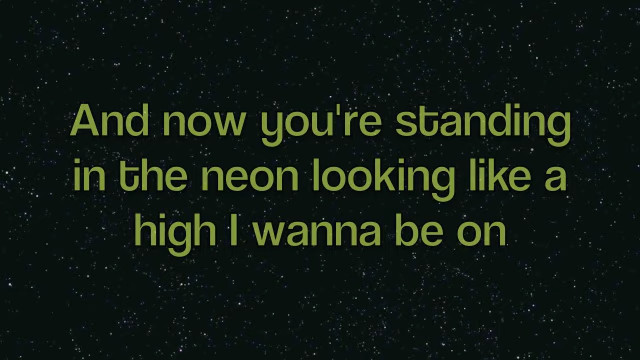 And now you're standing
in the neon looking like a
high I wanna be on